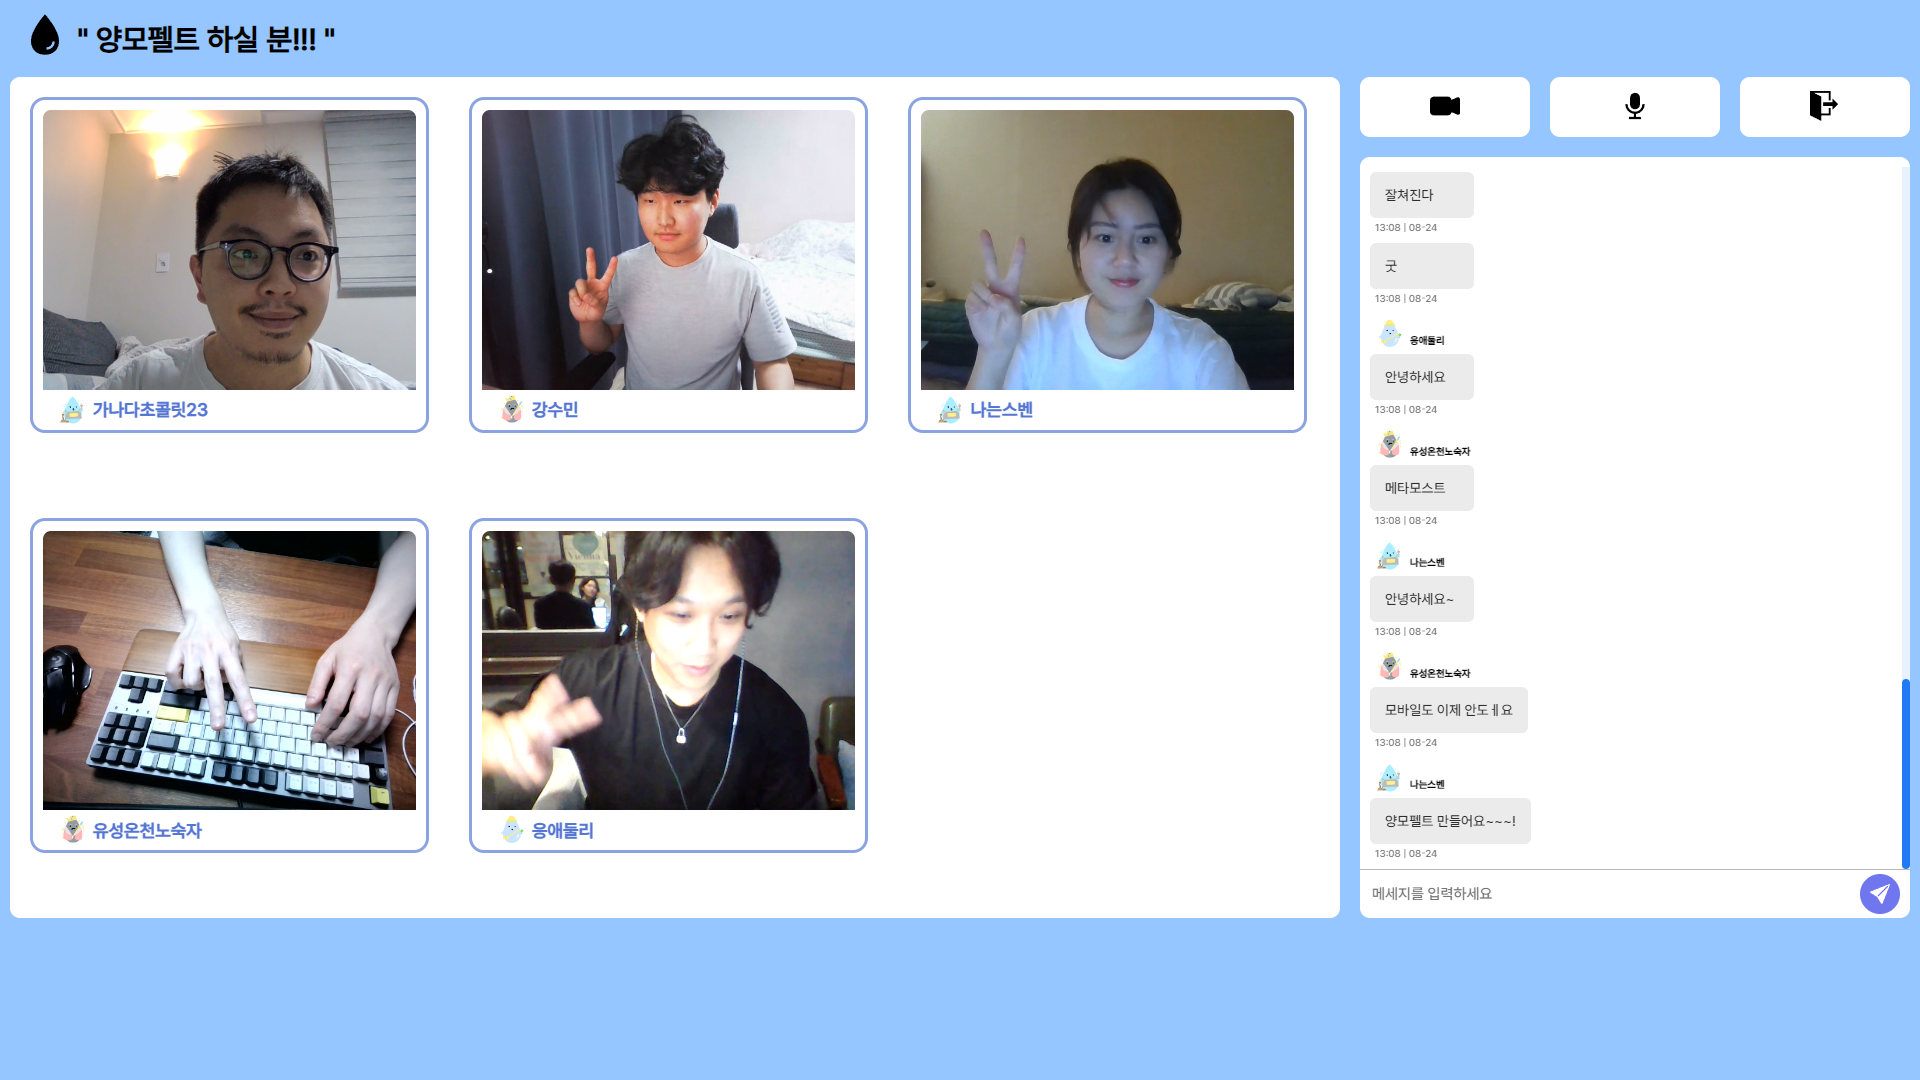 " 양모펠트 하실 분!!! "
가나다초콜릿23
강수민
나는스벤
유성온천노숙자
응애둘리
잘쳐진다
13:08 | 08-24
굿
13:08 | 08-24
응애둘리
안녕하세요
13:08 | 08-24
유성온천노숙자
메타모스트
13:08 | 08-24
나는스벤
안녕하세요~
13:08 | 08-24
유성온천노숙자
모바일도 이제 안도ㅔ요
13:08 | 08-24
나는스벤
양모펠트 만들어요~~~!
13:08 | 08-24
메세지를 입력하세요